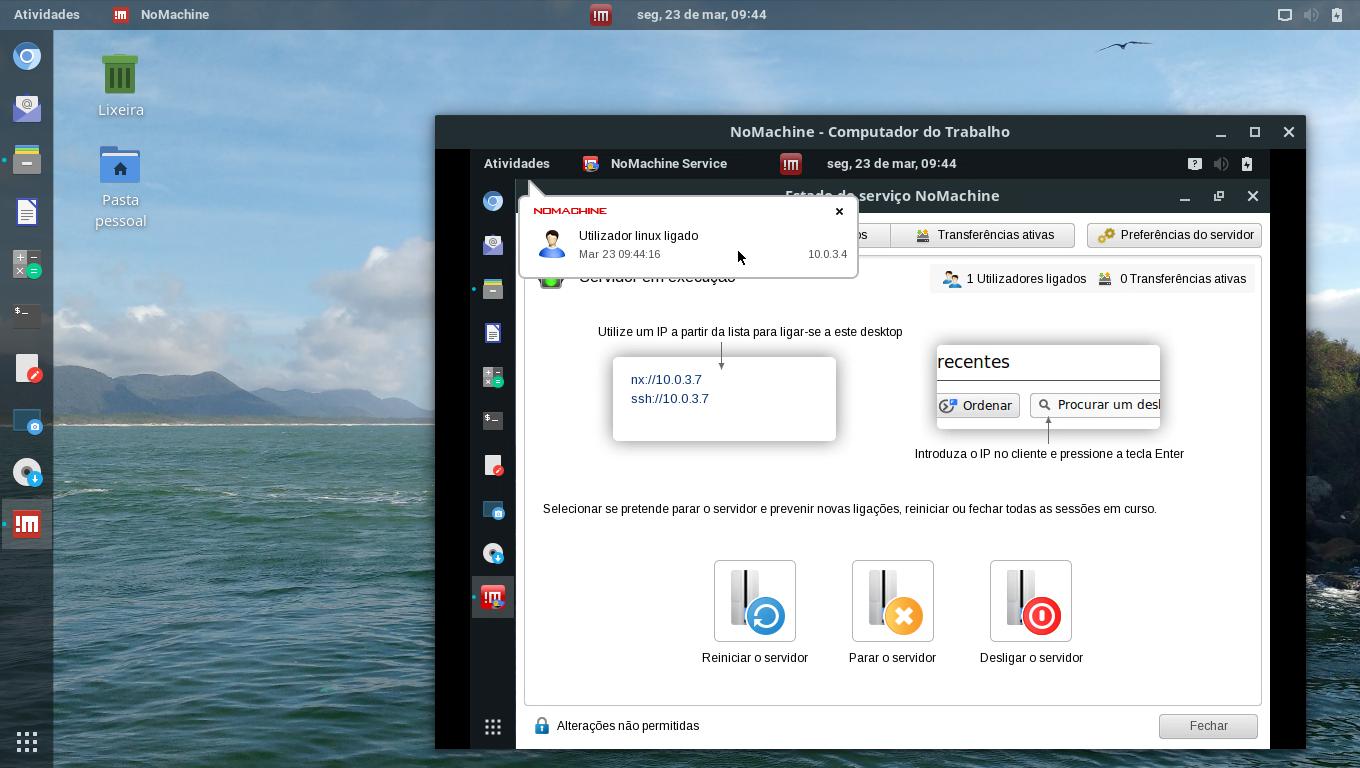 Atividades
NoMachine
!m
seg, 23 de mar, 09:44
Lixeira
Pasta
pessoal
NoMachine - Computador do Trabalho
Atividades
NoMachine Service
!m
seg, 23 de mar, 09:44
serviço NoMachine
NOMACHINE
Utilizador linux ligado
Mar 23 09:44:16
10.0.3.4
Transferências ativas
Preferências do servidor
Servidor em execução
1 Utilizadores ligados
0 Transferências ativas
Utilize um IP a partir da lista para ligar-se a este desktop
nx://10.0.3.7
ssh://10.0.3.7
recentes
Ordenar
Procurar um des
Introduza o IP no cliente e pressione a tecla Enter
Selecionar se pretende parar o servidor e prevenir novas ligações, reiniciar ou fechar todas as sessões em curso.
Reiniciar o servidor
Parar o servidor
Desligar o servidor
Alterações não permitidas
Fechar